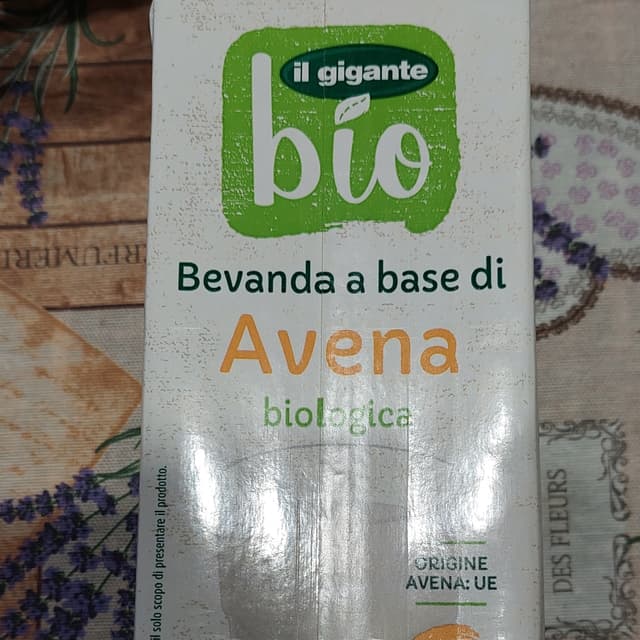 il gigante
bio
Bevanda a base di
Avena
biologica
ORIGINE
AVENA: UE
il solo scopo di presentare il prodotto.
RFUMERI
DES FLEURS